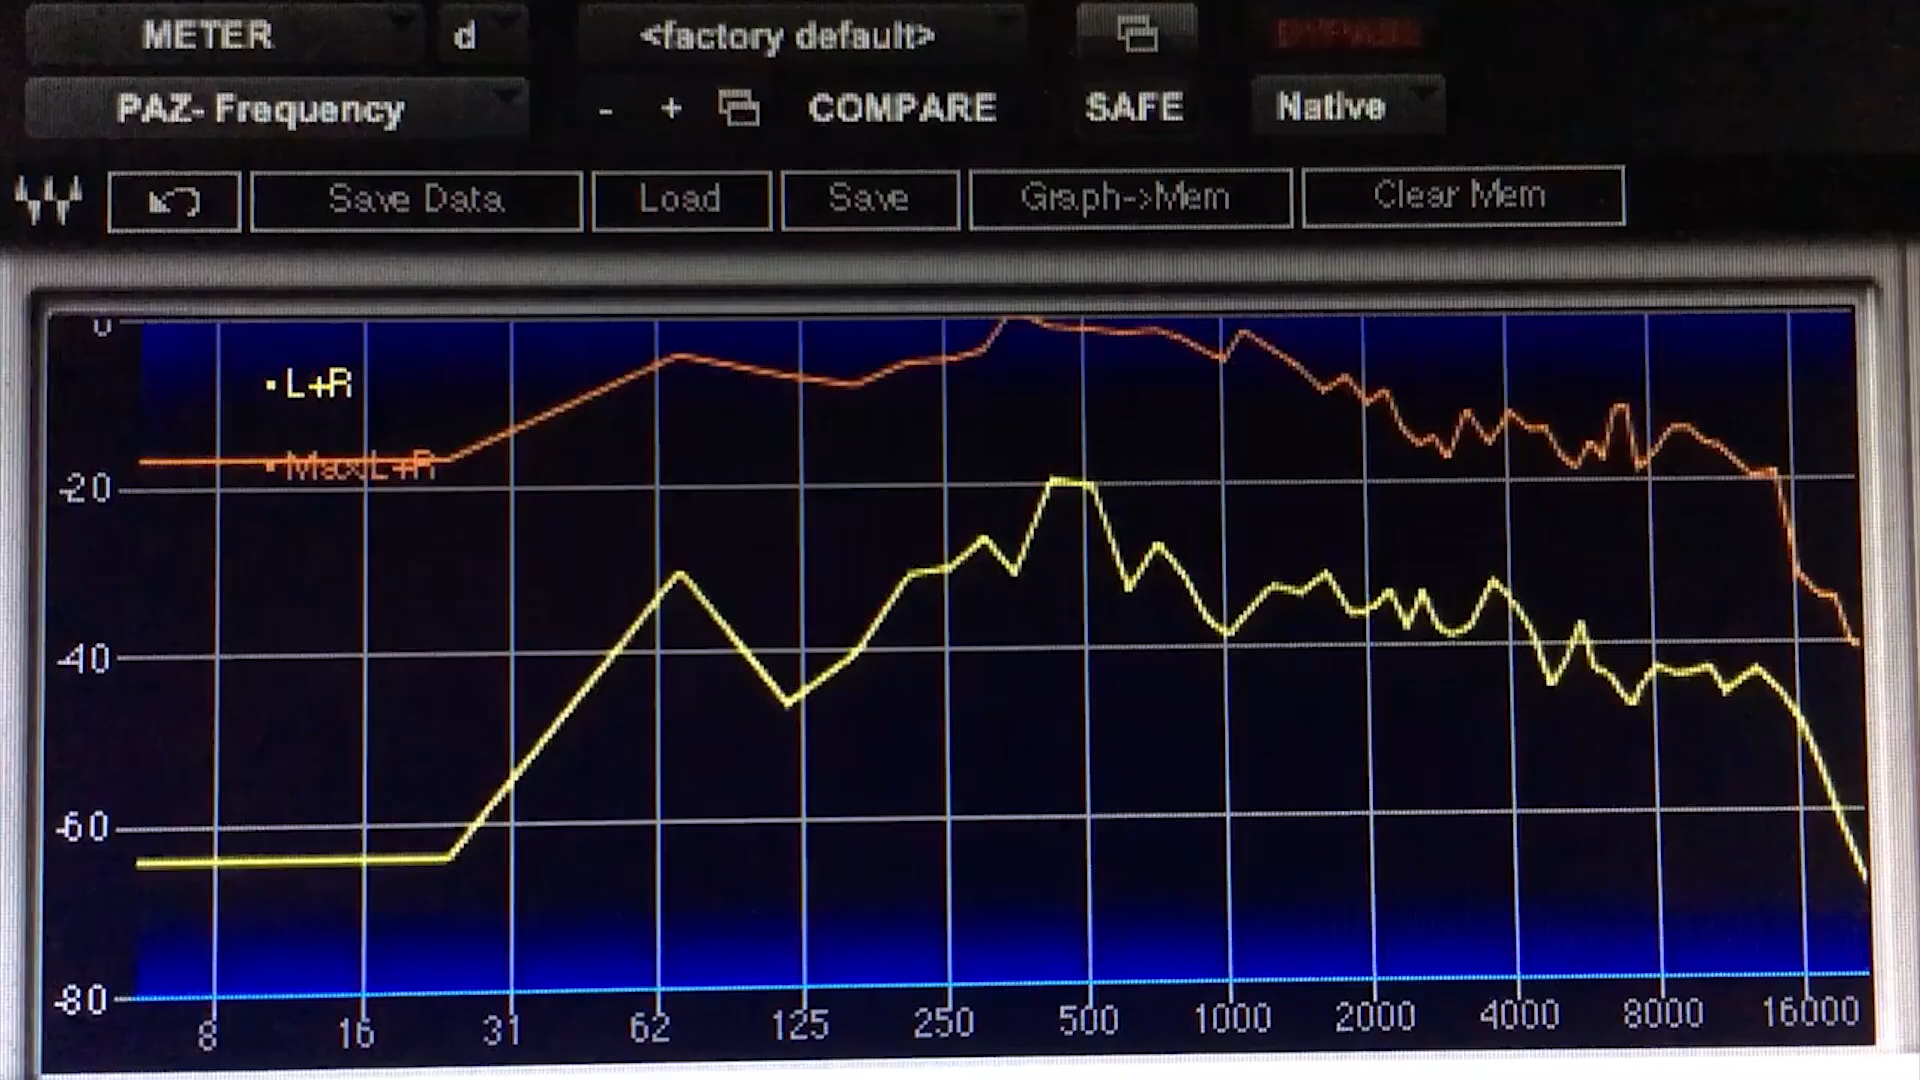 METER d <factory default>
PAZ- Frequency - + COMPARE SAFE Native
Save Data Load Save Graph->Mem Clear Mem
0
L+R
Max L+R
-20
-40
-60
-80
8 16 31 62 125 250 500 1000 2000 4000 8000 16000